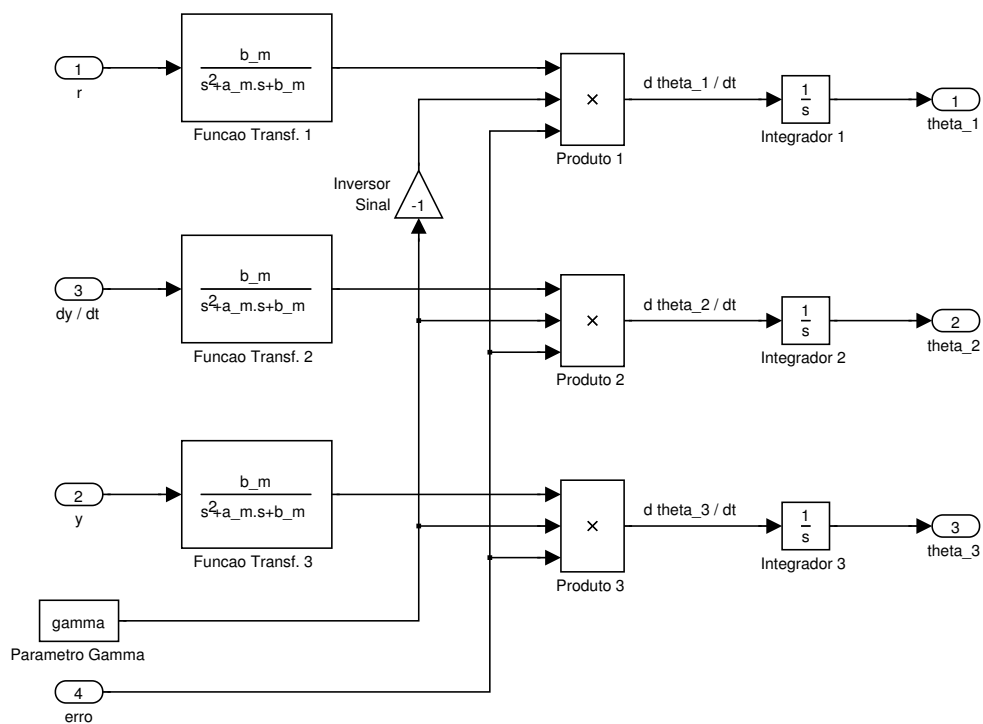 1
r
b_m
s2+a_m.s+b_m
Funcao Transf. 1
×
Produto 1
d theta_1 / dt
1
s
Integrador 1
1
theta_1
Inversor
Sinal
-1
3
dy / dt
b_m
s2+a_m.s+b_m
Funcao Transf. 2
×
Produto 2
d theta_2 / dt
1
s
Integrador 2
2
theta_2
2
y
b_m
s2+a_m.s+b_m
Funcao Transf. 3
×
Produto 3
d theta_3 / dt
1
s
Integrador 3
3
theta_3
gamma
Parametro Gamma
4
erro